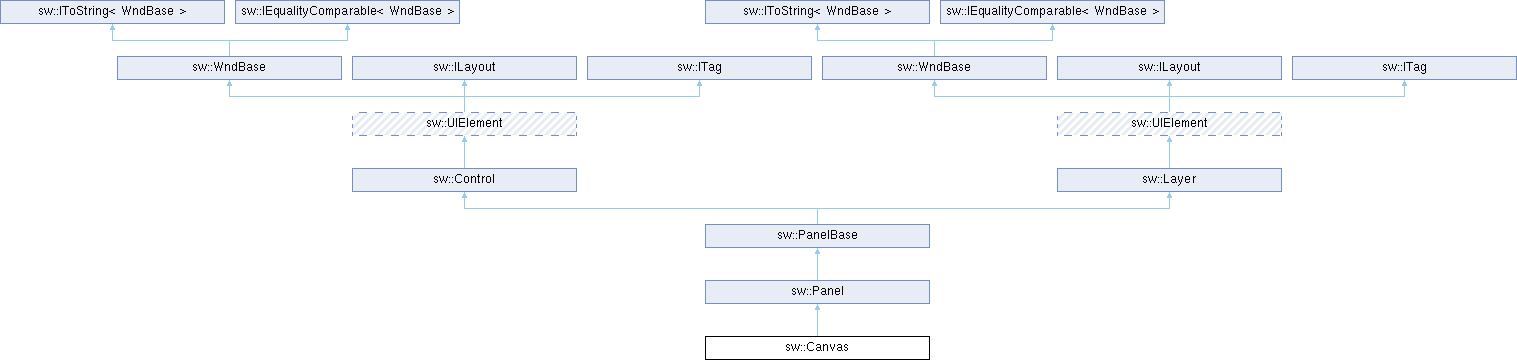 sw::IToString< WndBase >
sw::IEqualityComparable< WndBase >
sw::IToString< WndBase >
sw::IEqualityComparable< WndBase >
sw::WndBase
sw::ILayout
sw::ITag
sw::WndBase
sw::ILayout
sw::ITag
sw::UIElement
sw::UIElement
sw::Control
sw::Layer
sw::PanelBase
sw::Panel
sw::Canvas